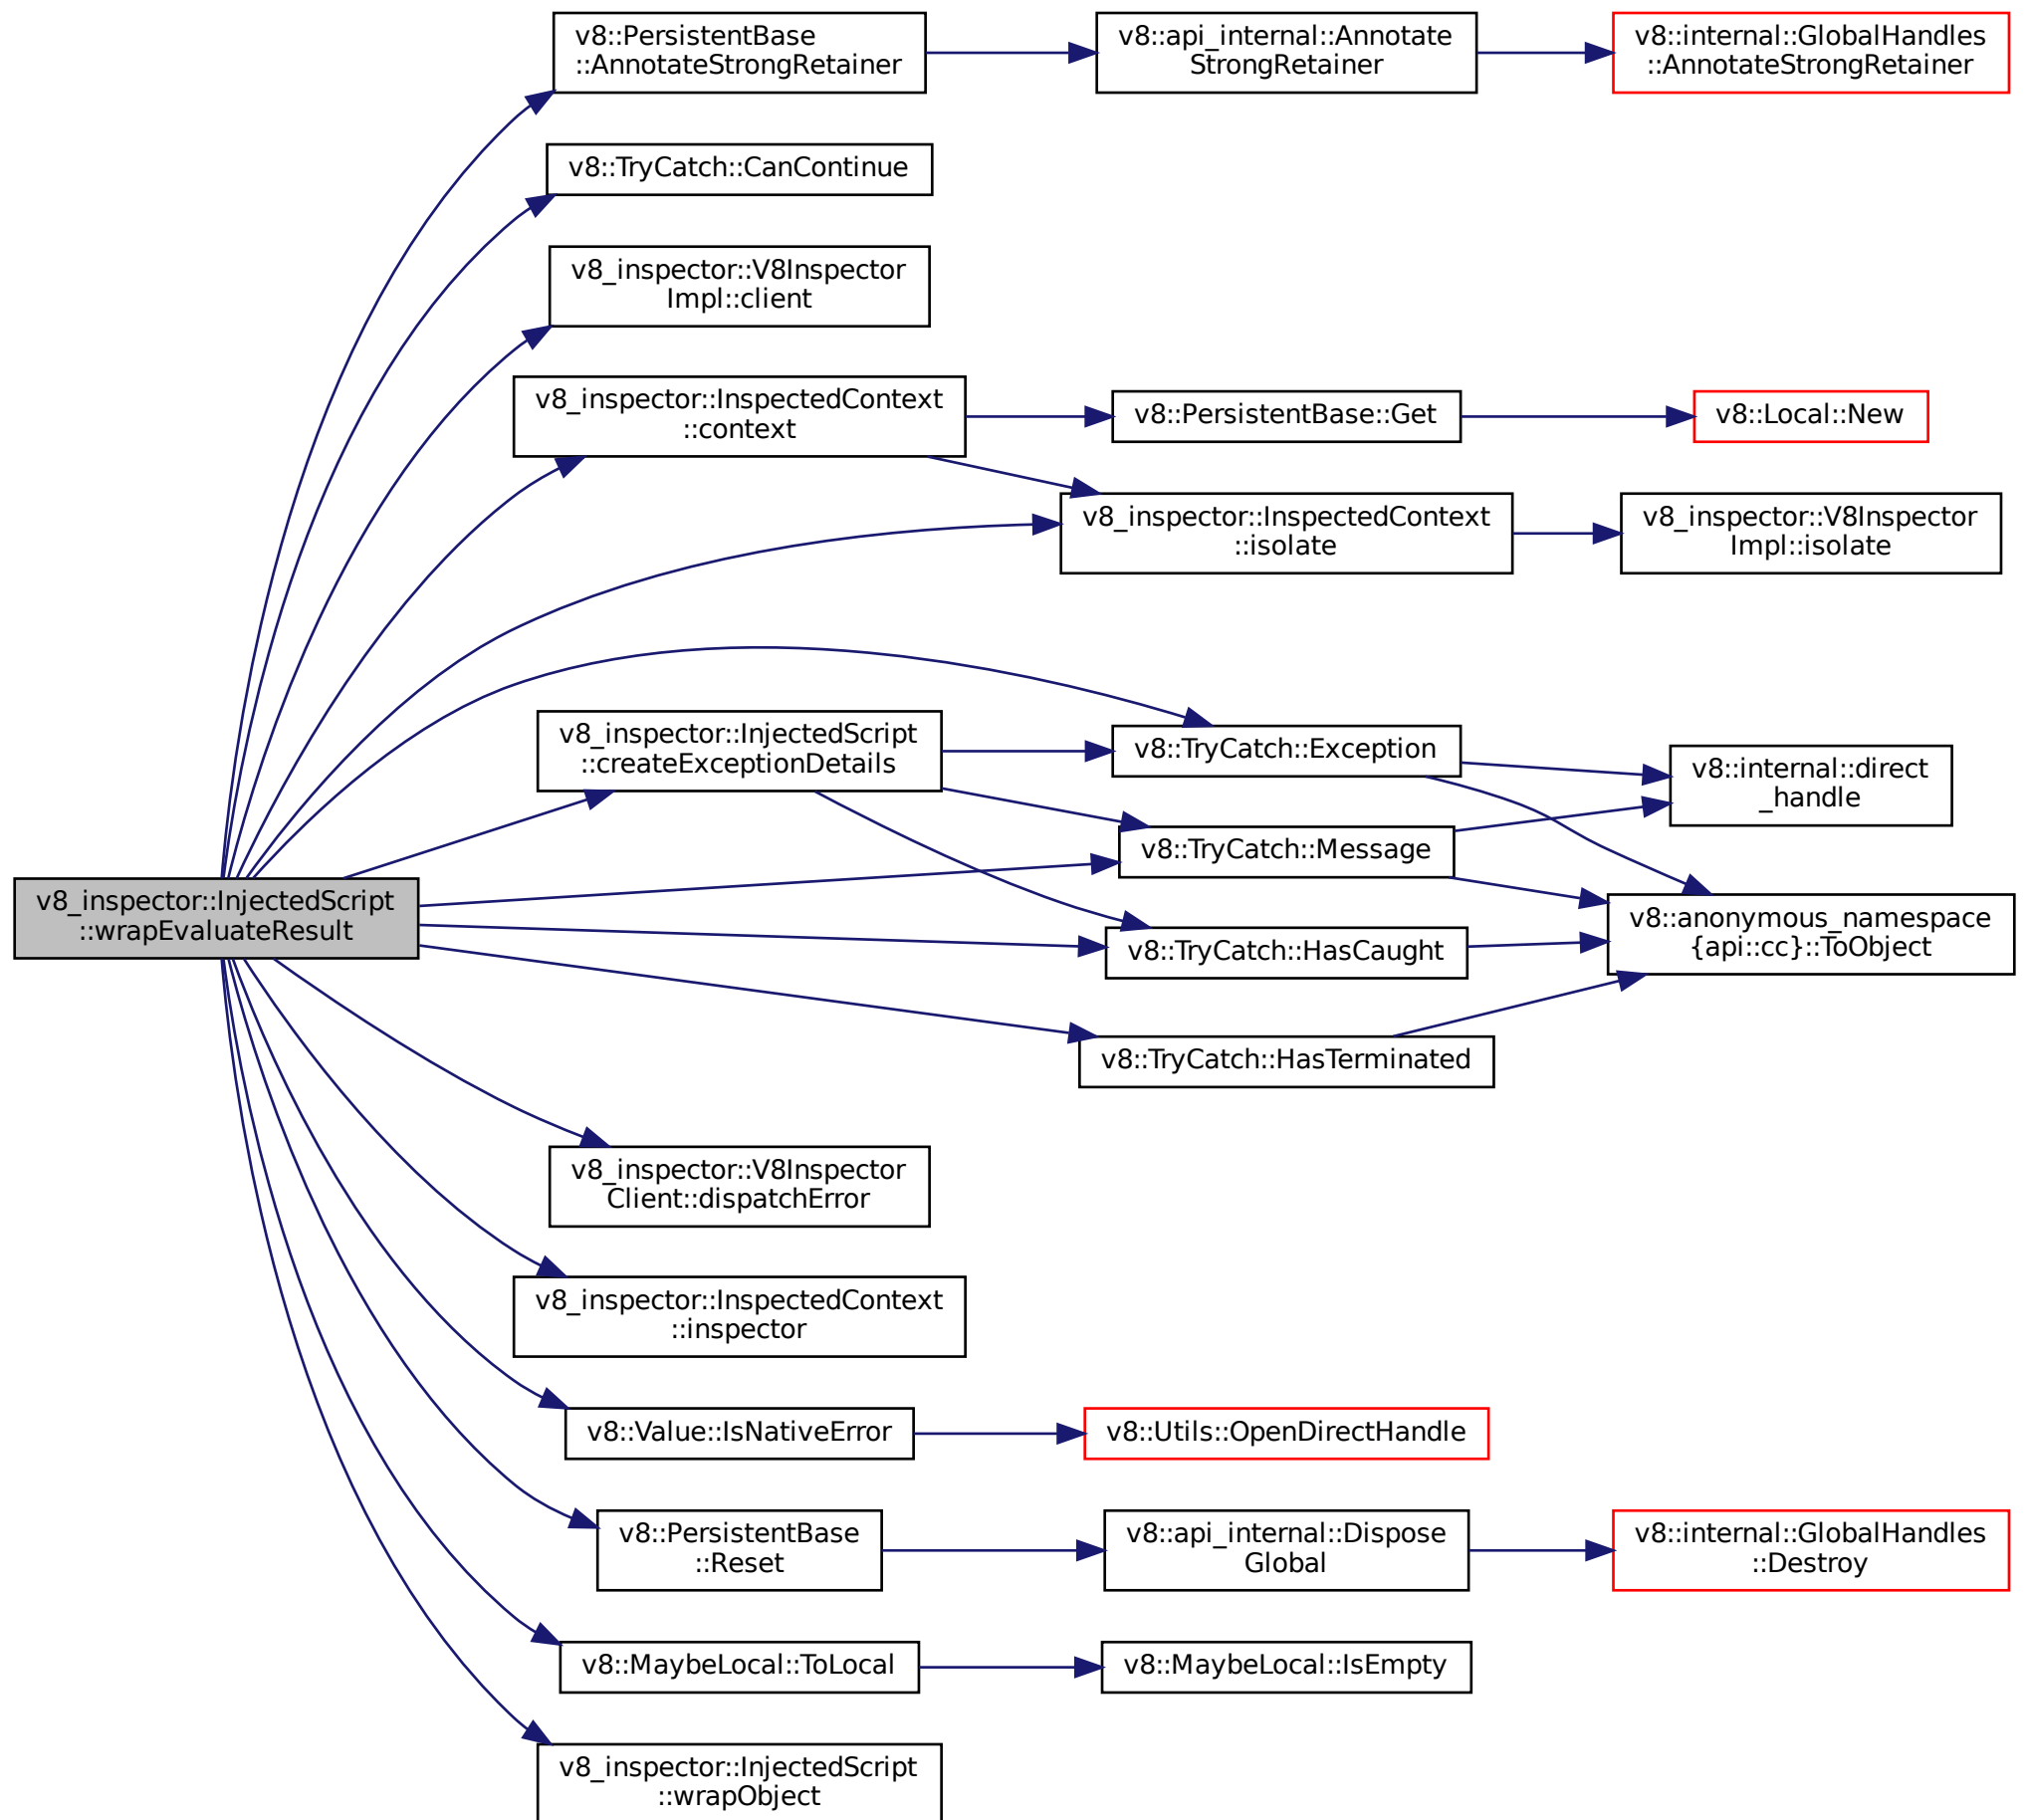 v8::PersistentBase
::AnnotateStrongRetainer
v8::api_internal::Annotate
StrongRetainer
v8::internal::GlobalHandles
::AnnotateStrongRetainer
v8::TryCatch::CanContinue
v8_inspector::V8Inspector
Impl::client
v8_inspector::InspectedContext
::context
v8::PersistentBase::Get
v8::Local::New
v8_inspector::InspectedContext
::isolate
v8_inspector::V8Inspector
Impl::isolate
v8_inspector::InjectedScript
::createExceptionDetails
v8::TryCatch::Exception
v8::internal::direct
_handle
v8::TryCatch::Message
v8_inspector::InjectedScript
::wrapEvaluateResult
v8::TryCatch::HasCaught
v8::anonymous_namespace
{api::cc}::ToObject
v8::TryCatch::HasTerminated
v8_inspector::V8Inspector
Client::dispatchError
v8_inspector::InspectedContext
::inspector
v8::Value::IsNativeError
v8::Utils::OpenDirectHandle
v8::PersistentBase
::Reset
v8::api_internal::Dispose
Global
v8::internal::GlobalHandles
::Destroy
v8::MaybeLocal::ToLocal
v8::MaybeLocal::IsEmpty
v8_inspector::InjectedScript
::wrapObject